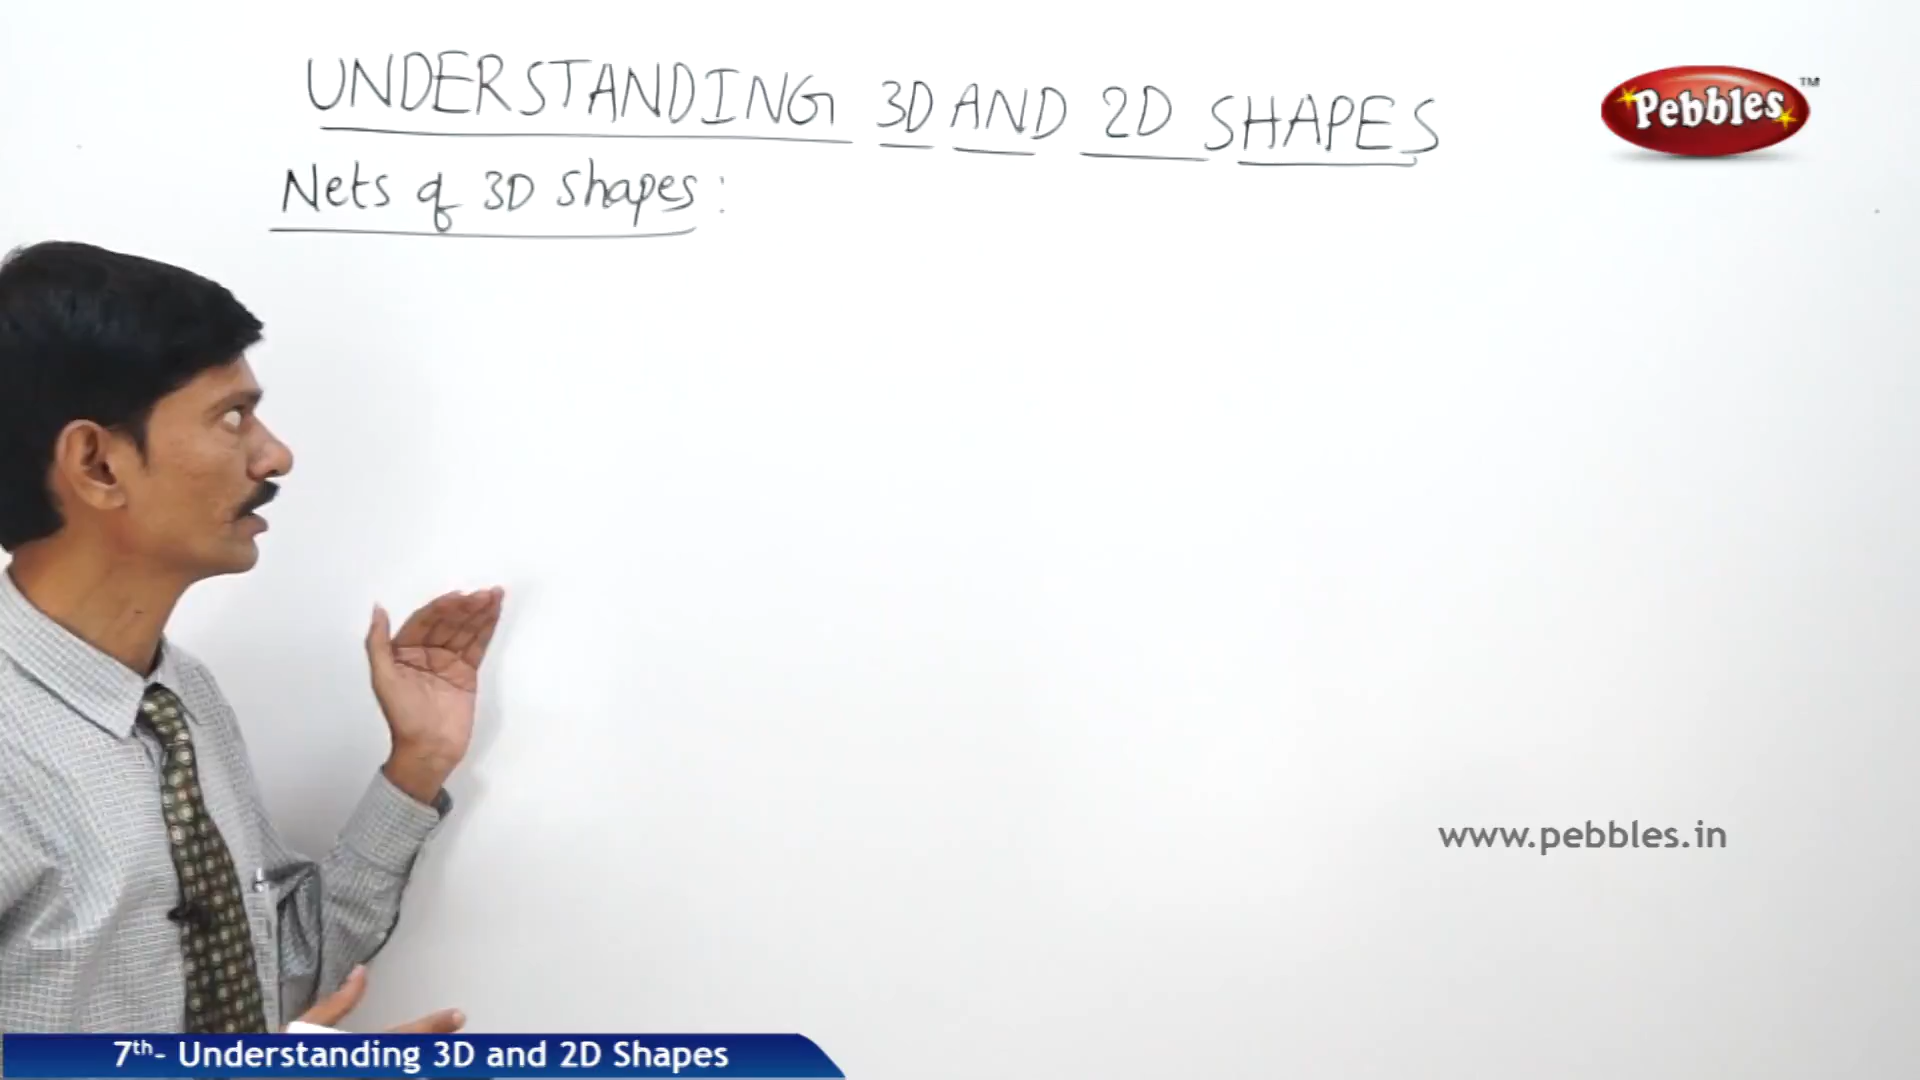 UNDERSTANDING 3D AND 2D SHAPES
Pebbles™
Nets of 3D shapes:
www.pebbles.in
7th- Understanding 3D and 2D Shapes